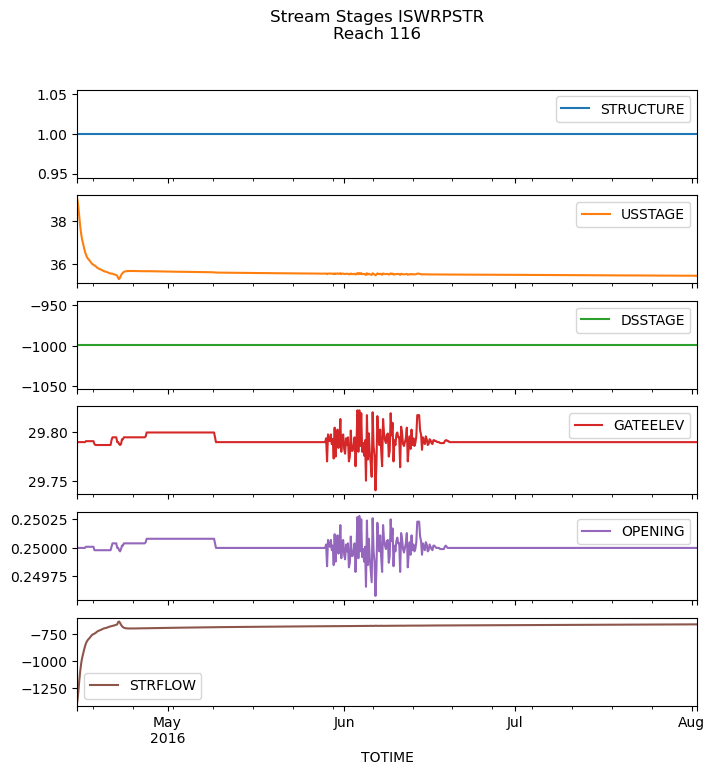 Stream Stages ISWRPSTR
Reach 116
1.05
1.00
0.95
STRUCTURE
38
36
USSTAGE
−950
−1000
−1050
DSSTAGE
29.80
29.75
GATEELEV
0.25025
0.25000
0.24975
OPENING
−750
−1000
−1250
STRFLOW
May
2016
Jun
Jul
Aug
TOTIME